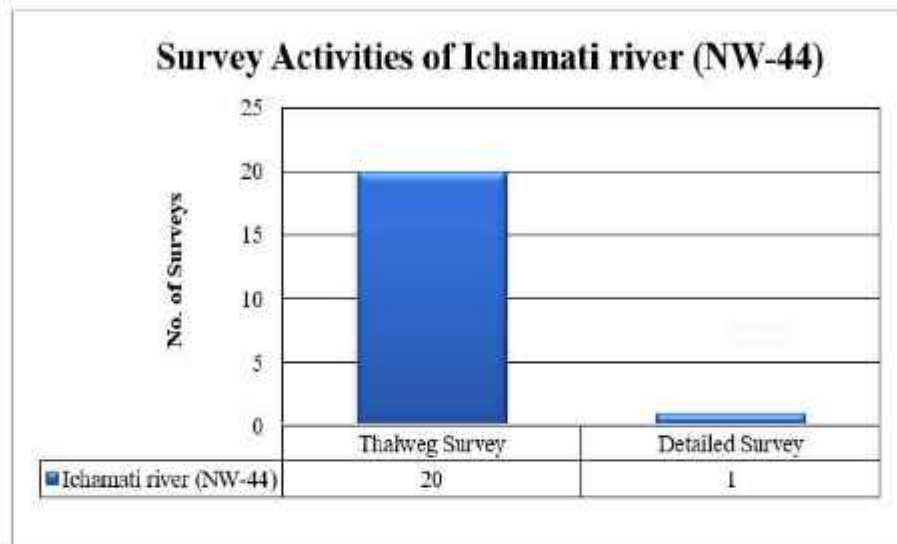 Survey Activities of Ichamati river (NW-44)
No. of Surveys
25
20
15
10
5
0
Thalweg Survey Detailed Survey
Ichamati river (NW-44) 20 1